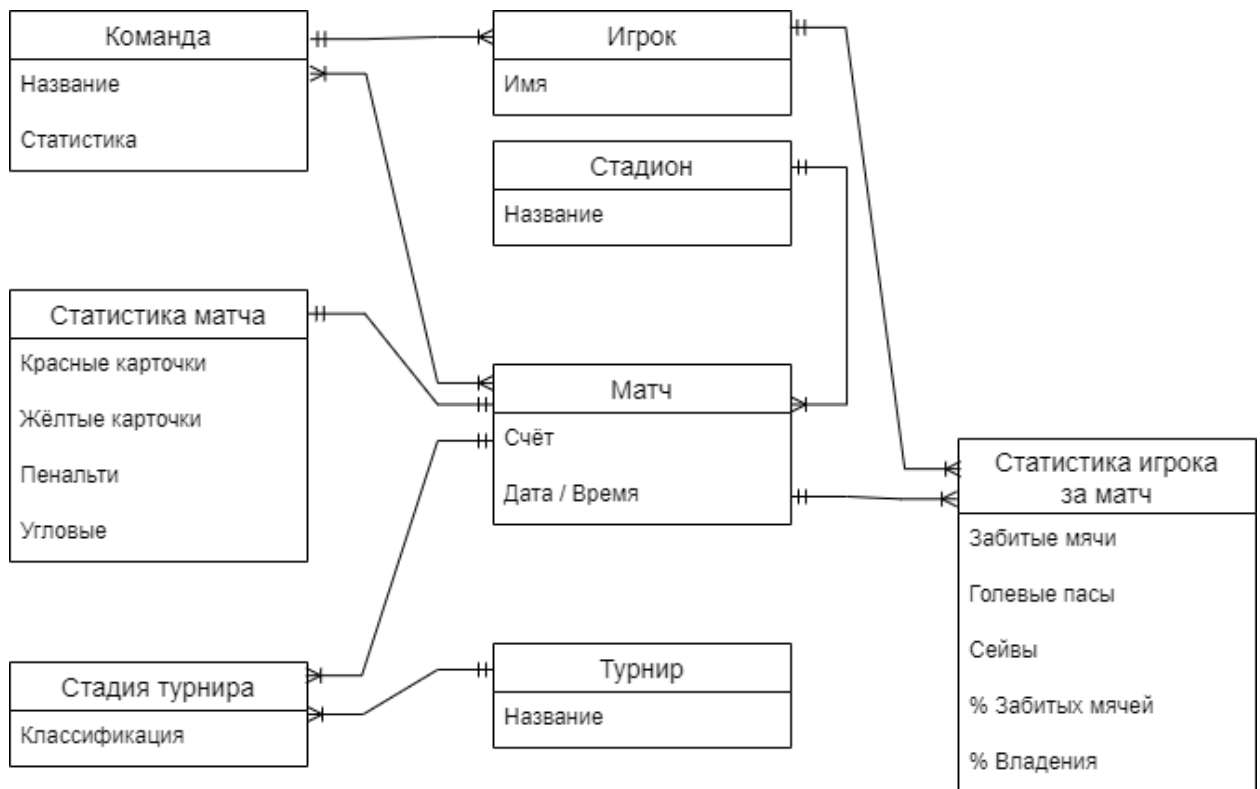 Команда
Название
Статистика
Игрок
Имя
Стадион
Название
Статистика матча
Красные карточки
Жёлтые карточки
Пенальти
Угловые
Матч
Счёт
Дата / Время
Статистика игрока
за матч
Забитые мячи
Голевые пасы
Сейвы
% Забитых мячей
% Владения
Стадия турнира
Классификация
Турнир
Название